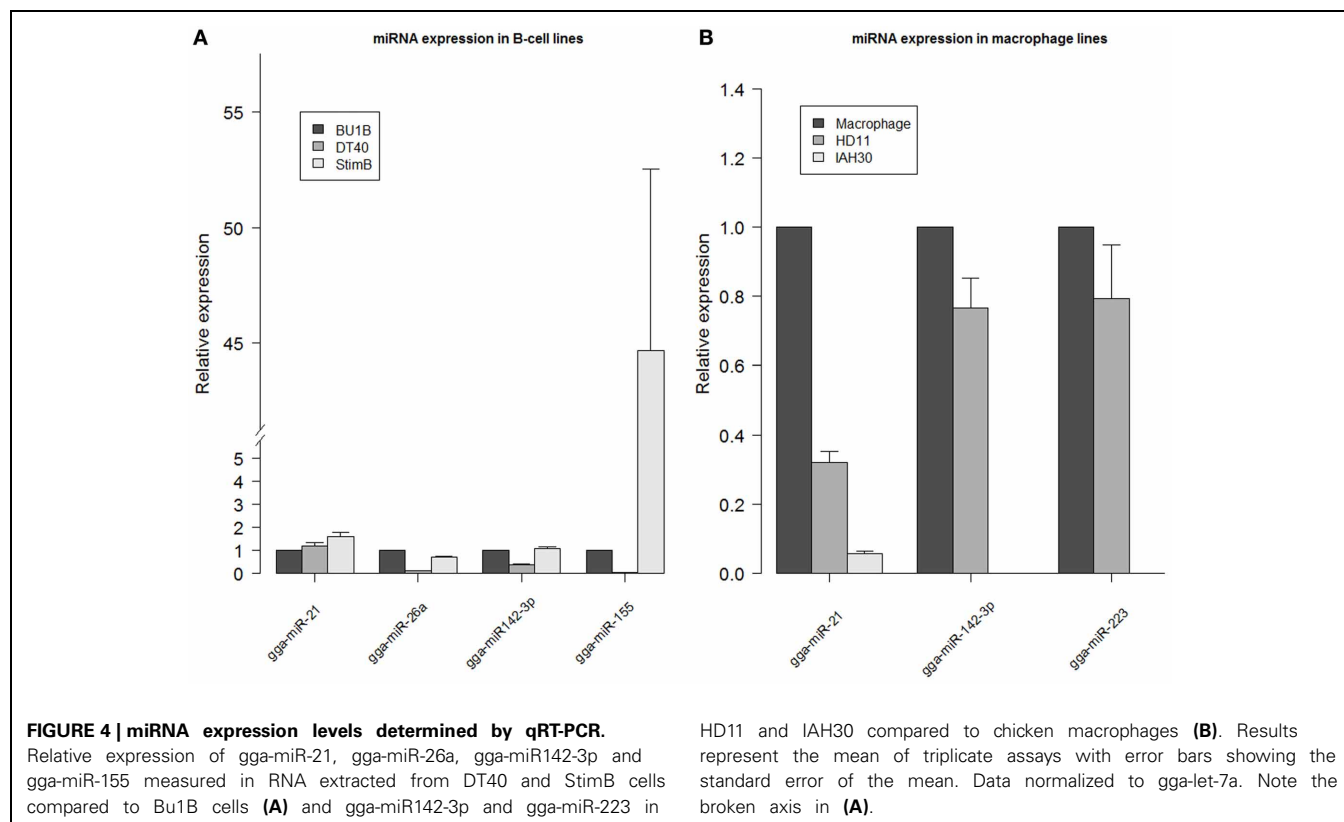 A
miRNA expression in B-cell lines
Relative expression
55
50
45
5
4
3
2
1
0
BU1B
DT40
StimB
gga-miR-21
gga-miR-26a
gga-miR142-3p
gga-miR-155
B
miRNA expression in macrophage lines
Relative expression
1.4
1.2
1.0
0.8
0.6
0.4
0.2
0.0
Macrophage
HD11
IAH30
gga-miR-21
gga-miR-142-3p
gga-miR-223
FIGURE 4 | miRNA expression levels determined by qRT-PCR.
Relative expression of gga-miR-21, gga-miR-26a, gga-miR142-3p and
gga-miR-155 measured in RNA extracted from DT40 and StimB cells
compared to Bu1B cells (A) and gga-miR142-3p and gga-miR-223 in
HD11 and IAH30 compared to chicken macrophages (B). Results
represent the mean of triplicate assays with error bars showing the
standard error of the mean. Data normalized to gga-let-7a. Note the
broken axis in (A).